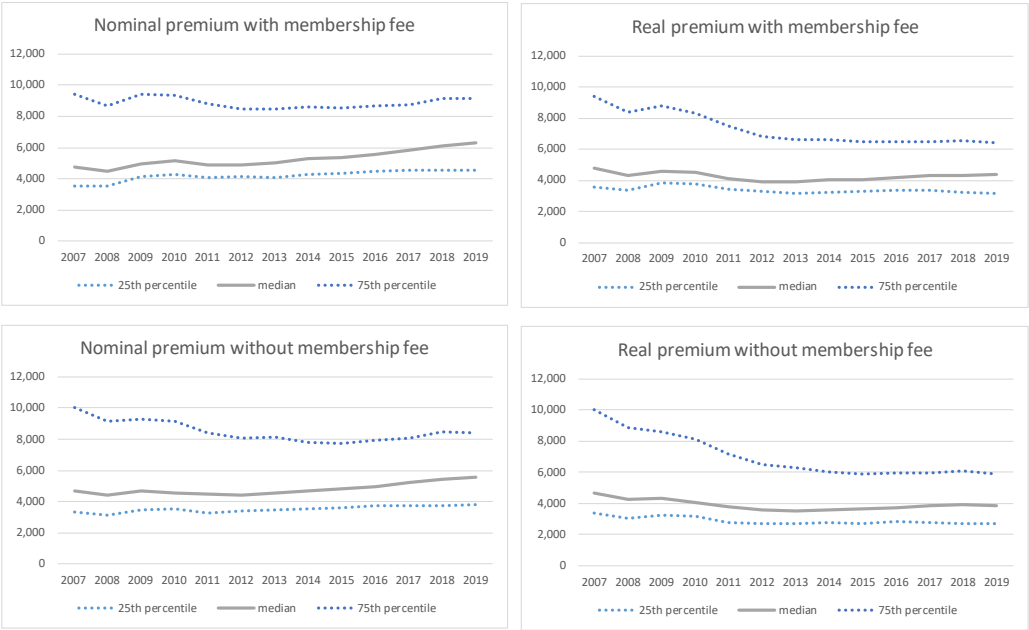 Nominal premium with membership fee
12,000
10,000
8,000
6,000
4,000
2,000
0
2007 2008 2009 2010 2011 2012 2013 2014 2015 2016 2017 2018 2019
25th percentile median 75th percentile
Real premium with membership fee
12,000
10,000
8,000
6,000
4,000
2,000
0
2007 2008 2009 2010 2011 2012 2013 2014 2015 2016 2017 2018 2019
25th percentile median 75th percentile
Nominal premium without membership fee
12,000
10,000
8,000
6,000
4,000
2,000
0
2007 2008 2009 2010 2011 2012 2013 2014 2015 2016 2017 2018 2019
25th percentile median 75th percentile
Real premium without membership fee
12,000
10,000
8,000
6,000
4,000
2,000
0
2007 2008 2009 2010 2011 2012 2013 2014 2015 2016 2017 2018 2019
25th percentile median 75th percentile